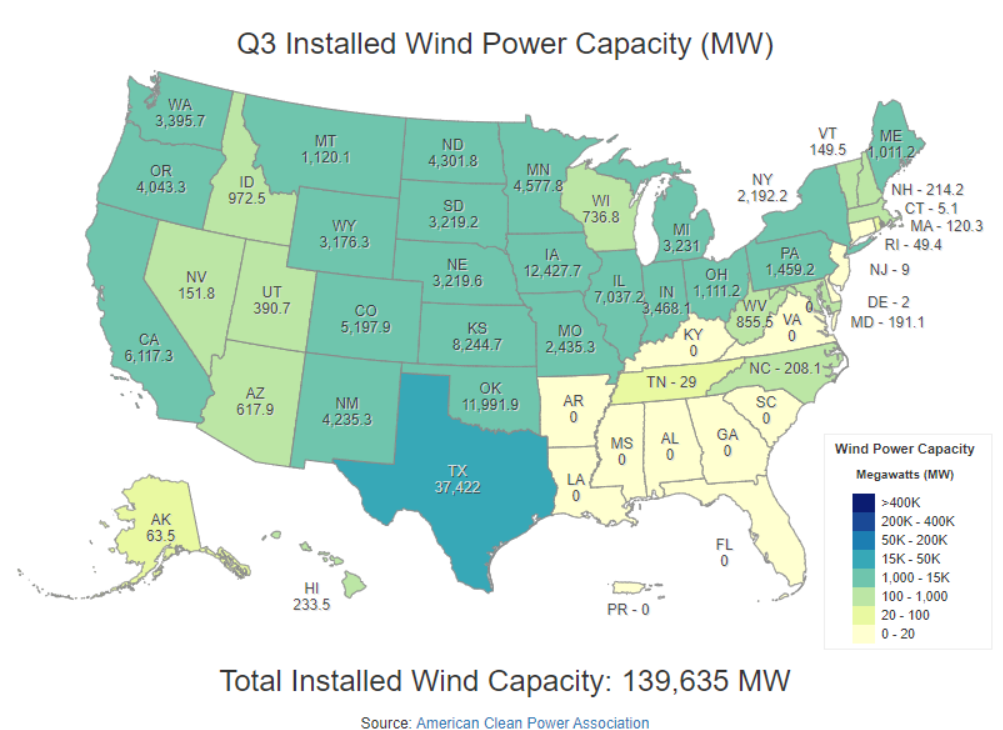 Q3 Installed Wind Power Capacity (MW)
WA
3,395.7
OR
4,043.3
ID
972.5
MT
1,120.1
ND
4,301.8
MN
4,577.8
WI
736.8
SD
3,219.2
WY
3,176.3
NE
3,219.6
IA
12,427.7
NV
151.8
UT
390.7
CO
5,197.9
KS
8,244.7
MO
2,435.3
IL
7,037.2
IN
3,468.1
MI
3,231
OH
1,111.2
PA
1,459.2
NY
2,192.2
VT
149.5
ME
1,011.2
NH - 214.2
CT - 5.1
MA - 120.3
RI - 49.4
NJ - 9
DE - 2
MD - 191.1
0
WV
855.5
VA
0
KY
0
NC - 208.1
TN - 29
SC
0
CA
6,117.3
AZ
617.9
NM
4,235.3
OK
11,991.9
AR
0
TX
37,422
LA
0
MS
0
AL
0
GA
0
FL
0
AK
63.5
HI
233.5
PR - 0
Wind Power Capacity
Megawatts (MW)
>400K
200K - 400K
50K - 200K
15K - 50K
1,000 - 15K
100 - 1,000
20 - 100
0 - 20
Total Installed Wind Capacity: 139,635 MW
Source: American Clean Power Association